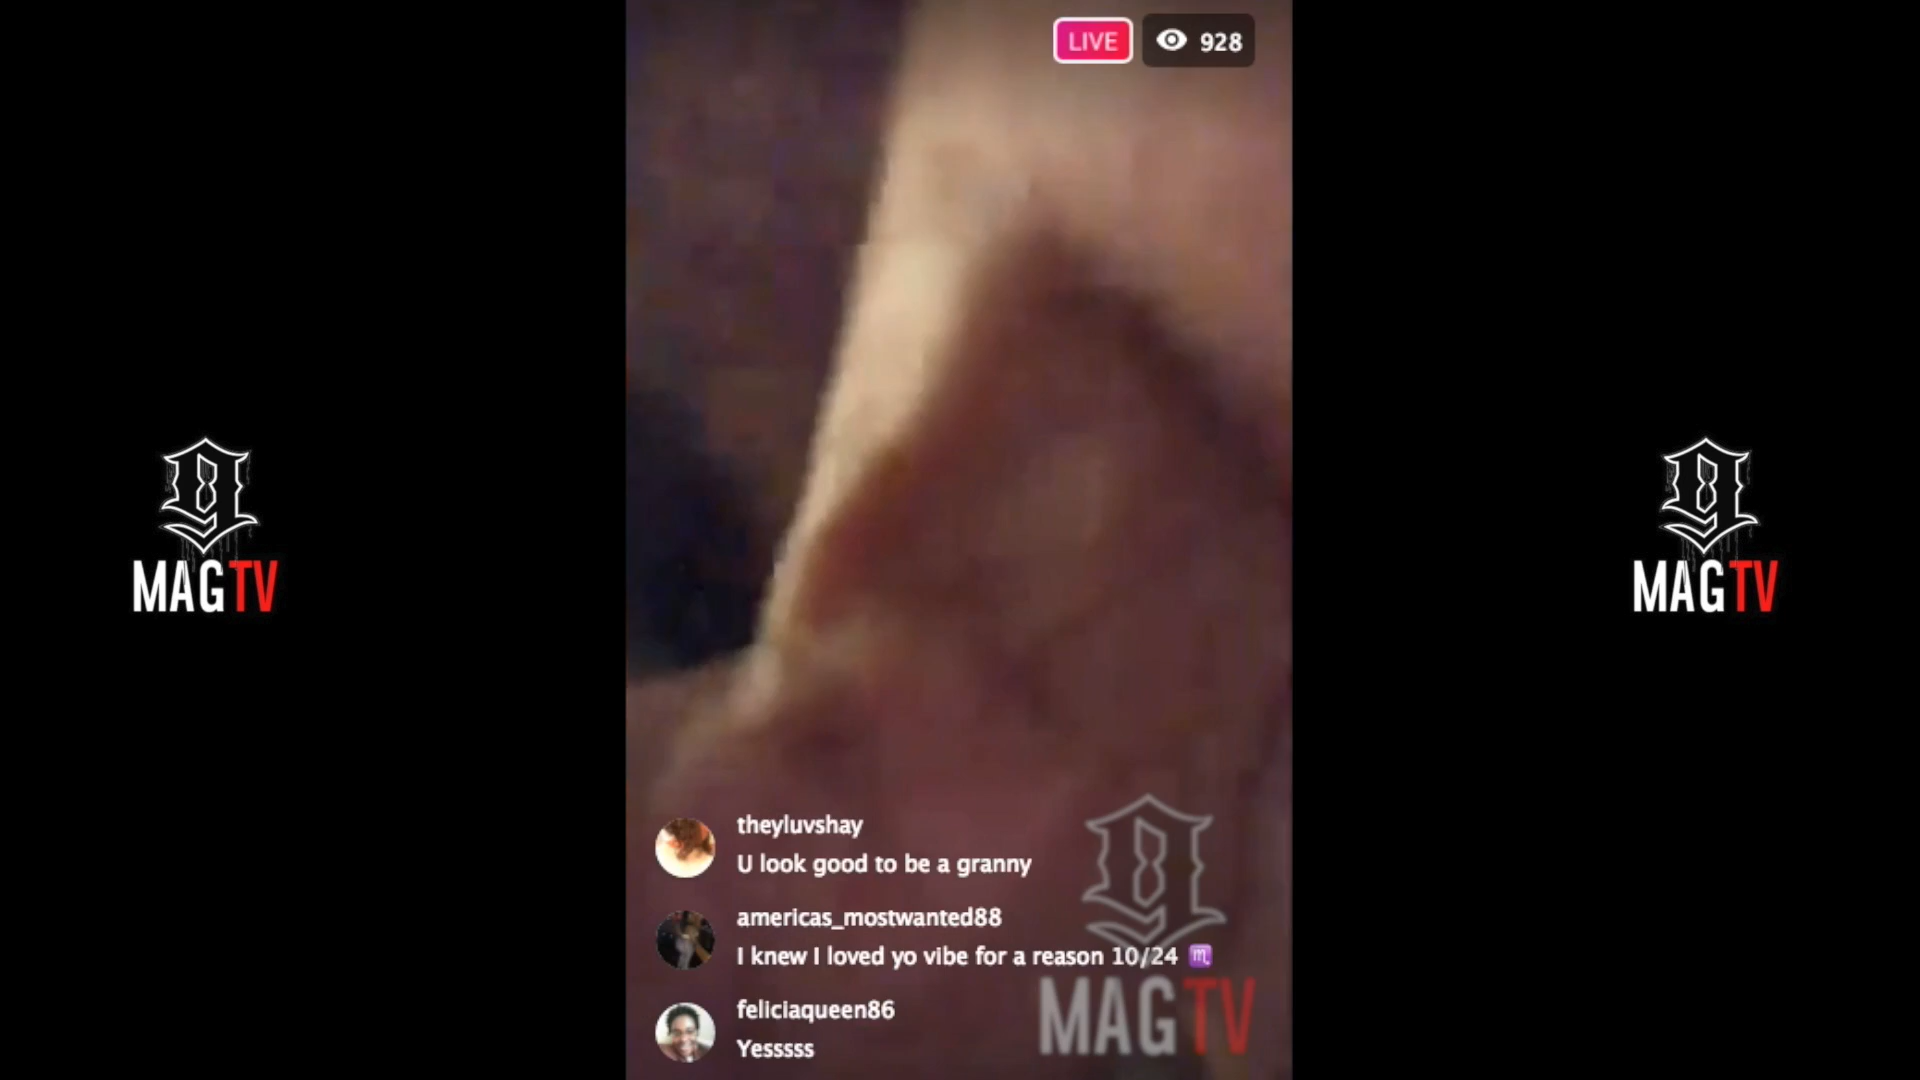 LIVE 928
MAGTV
MAGTV
theyluvshay
U look good to be a granny
americas_mostwanted88
I knew I loved yo vibe for a reason 10/24 ♏
feliciaqueen86
Yesssss
MAGTV